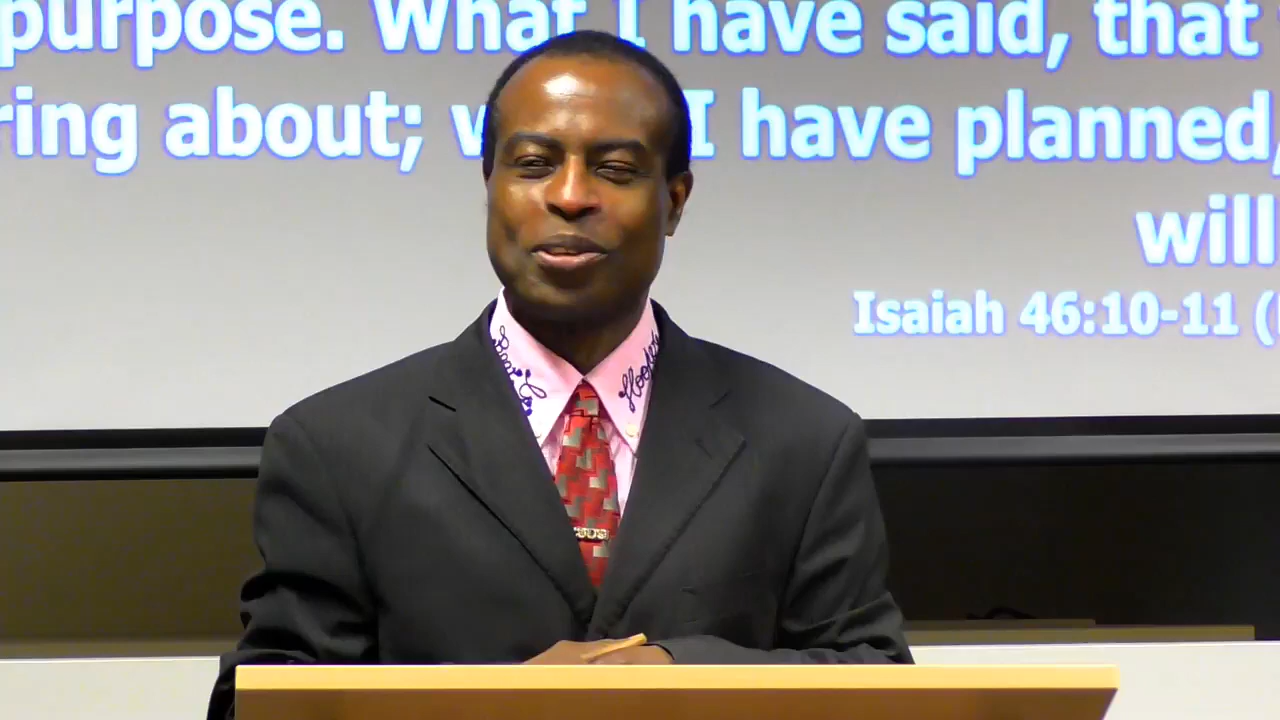 purpose. What I have said, that
ring about; w I have planned,
will
Isaiah 46:10-11 (